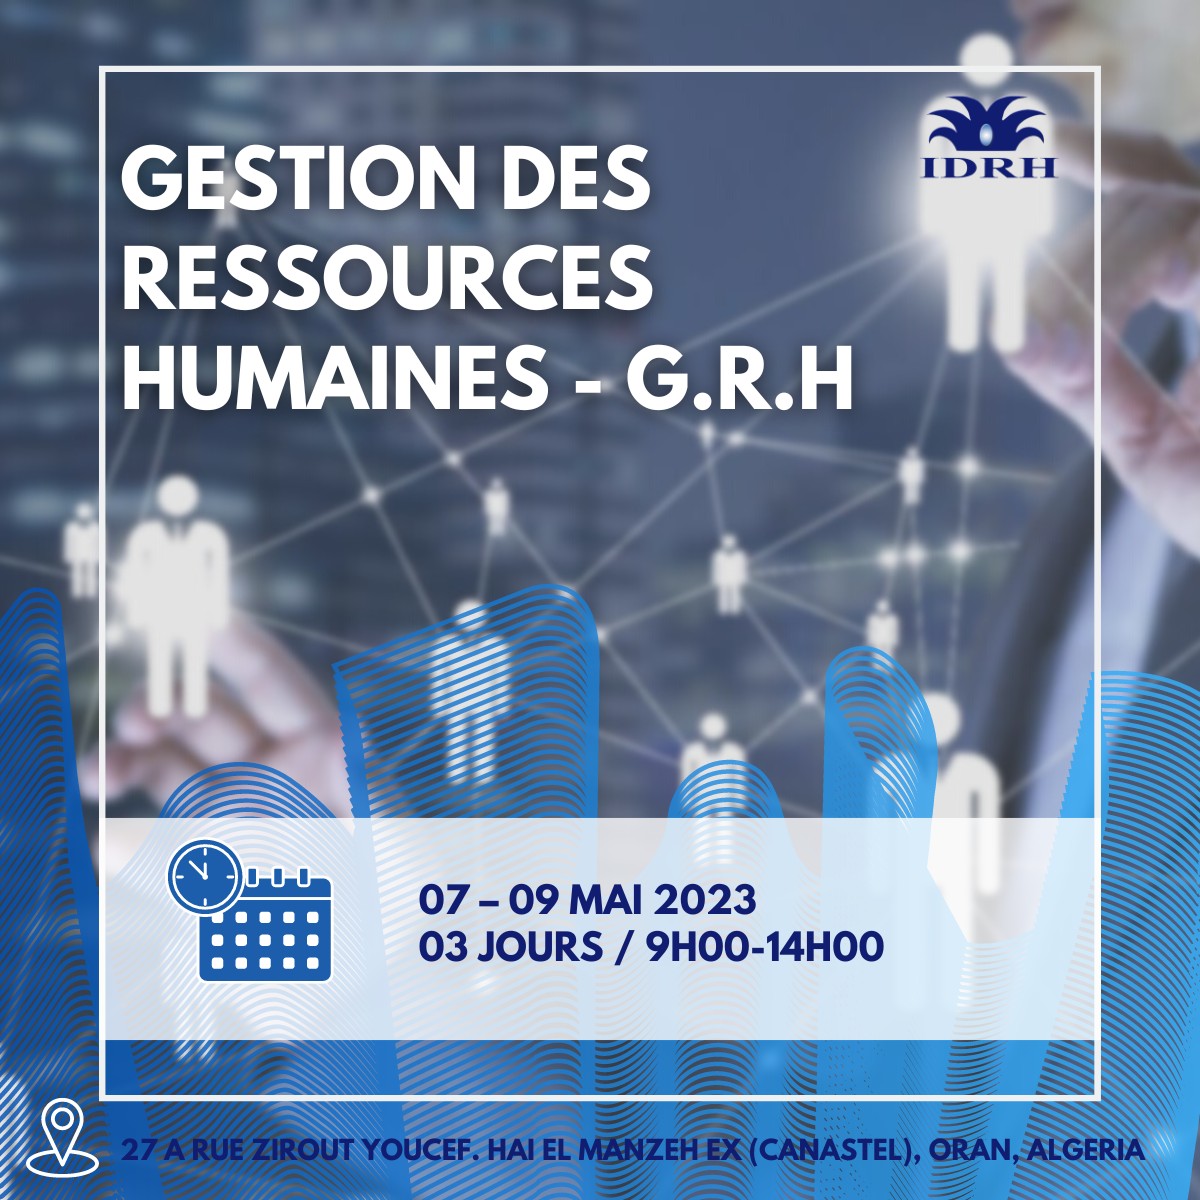 IDRH
GESTION DES
RESSOURCES
HUMAINES - G.R.H
07 – 09 MAI 2023
03 JOURS / 9H00-14H00
27 A RUE ZIROUT YOUCEF. HAI EL MANZEH EX (CANASTEL), ORAN, ALGERIA